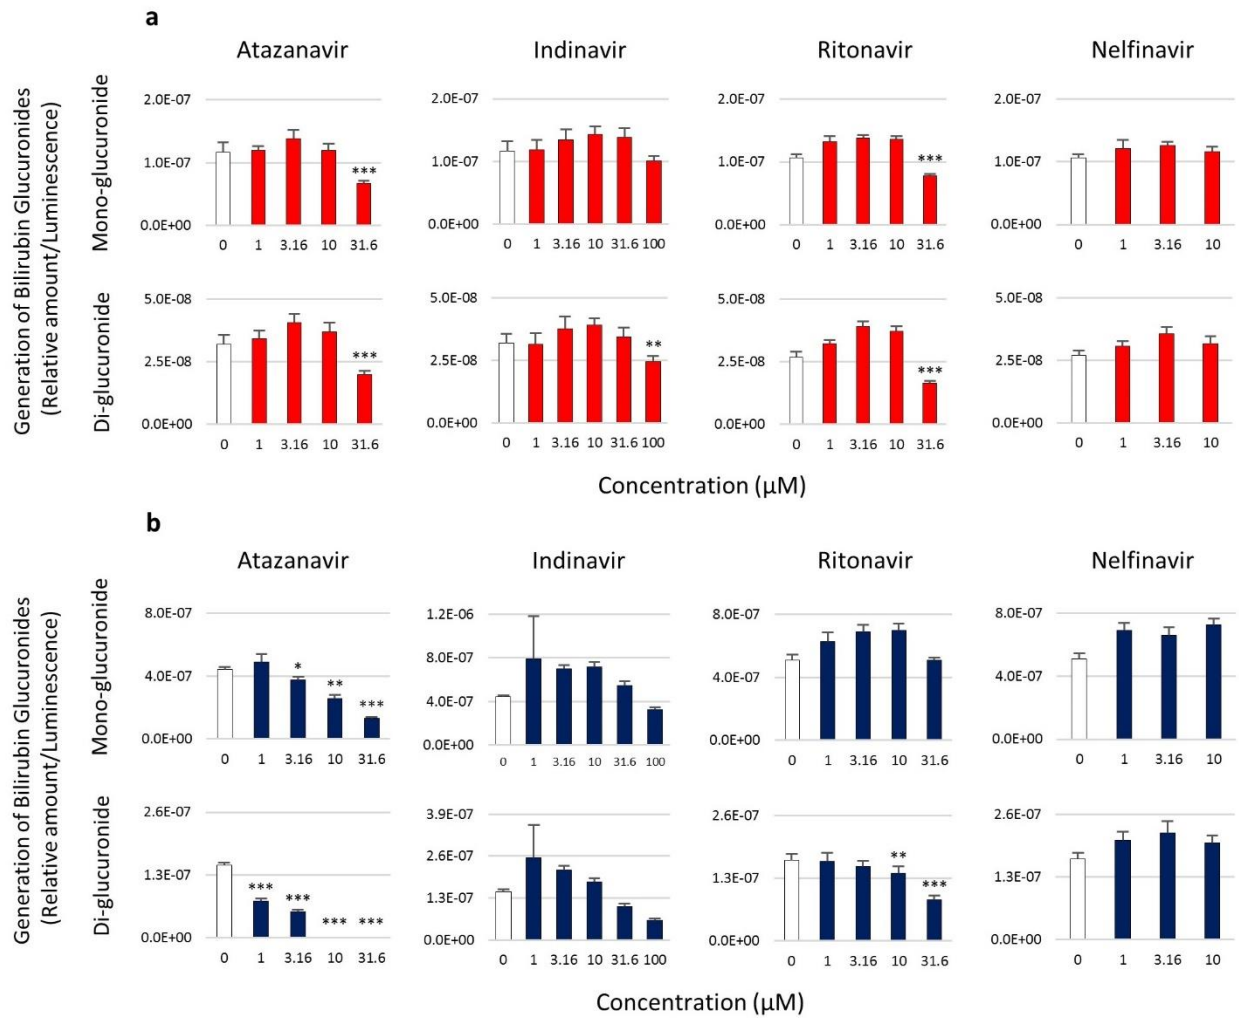 a
Atazanavir Indinavir Ritonavir Nelfinavir
Generation of Bilirubin Glucuronides
(Relative amount/Luminescence)
Mono-glucuronide
2.0E-07 2.0E-07 2.0E-07 2.0E-07
1.0E-07 1.0E-07 1.0E-07 1.0E-07
*** ***
0.0E+00 0.0E+00 0.0E+00 0.0E+00
0 1 3.16 10 31.6 0 1 3.16 10 31.6 100 0 1 3.16 10 31.6 0 1 3.16 10
Di-glucuronide
5.0E-08 5.0E-08 5.0E-08 5.0E-08
2.5E-08 2.5E-08 2.5E-08 2.5E-08
*** ** ***
0.0E+00 0.0E+00 0.0E+00 0.0E+00
0 1 3.16 10 31.6 0 1 3.16 10 31.6 100 0 1 3.16 10 31.6 0 1 3.16 10
Concentration (μM)
b
Atazanavir Indinavir Ritonavir Nelfinavir
Generation of Bilirubin Glucuronides
(Relative amount/Luminescence)
Mono-glucuronide
8.0E-07 1.2E-06 8.0E-07 8.0E-07
8.0E-07
4.0E-07 4.0E-07 4.0E-07 4.0E-07
* ** ***
0.0E+00 0.0E+00 0.0E+00 0.0E+00
0 1 3.16 10 31.6 0 1 3.16 10 31.6 100 0 1 3.16 10 31.6 0 1 3.16 10
Di-glucuronide
2.6E-07 3.9E-07 2.6E-07 2.6E-07
2.6E-07
1.3E-07 1.3E-07 1.3E-07 1.3E-07
*** *** *** *** ** ***
0.0E+00 0.0E+00 0.0E+00 0.0E+00
0 1 3.16 10 31.6 0 1 3.16 10 31.6 100 0 1 3.16 10 31.6 0 1 3.16 10
Concentration (μM)